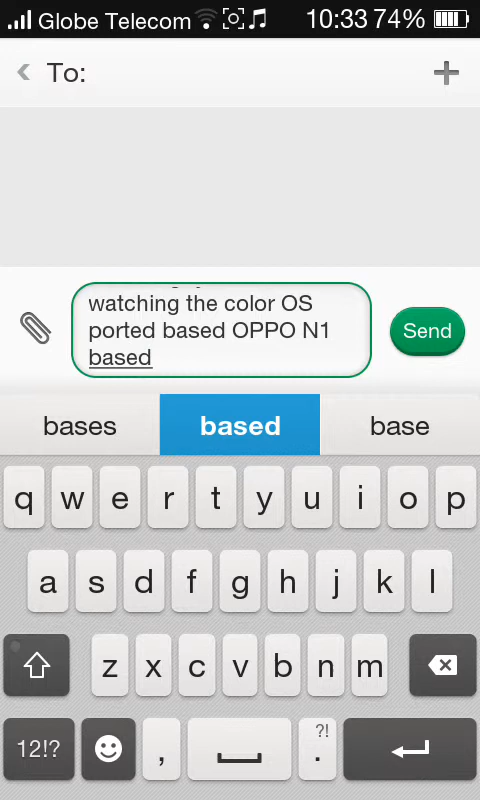 Globe Telecom 10:33 74%
To:
watching the color OS
ported based OPPO N1
based
Send
bases based base
q w e r t y u i o p
a s d f g h j k l
z x c v b n m
12!? , ?! .